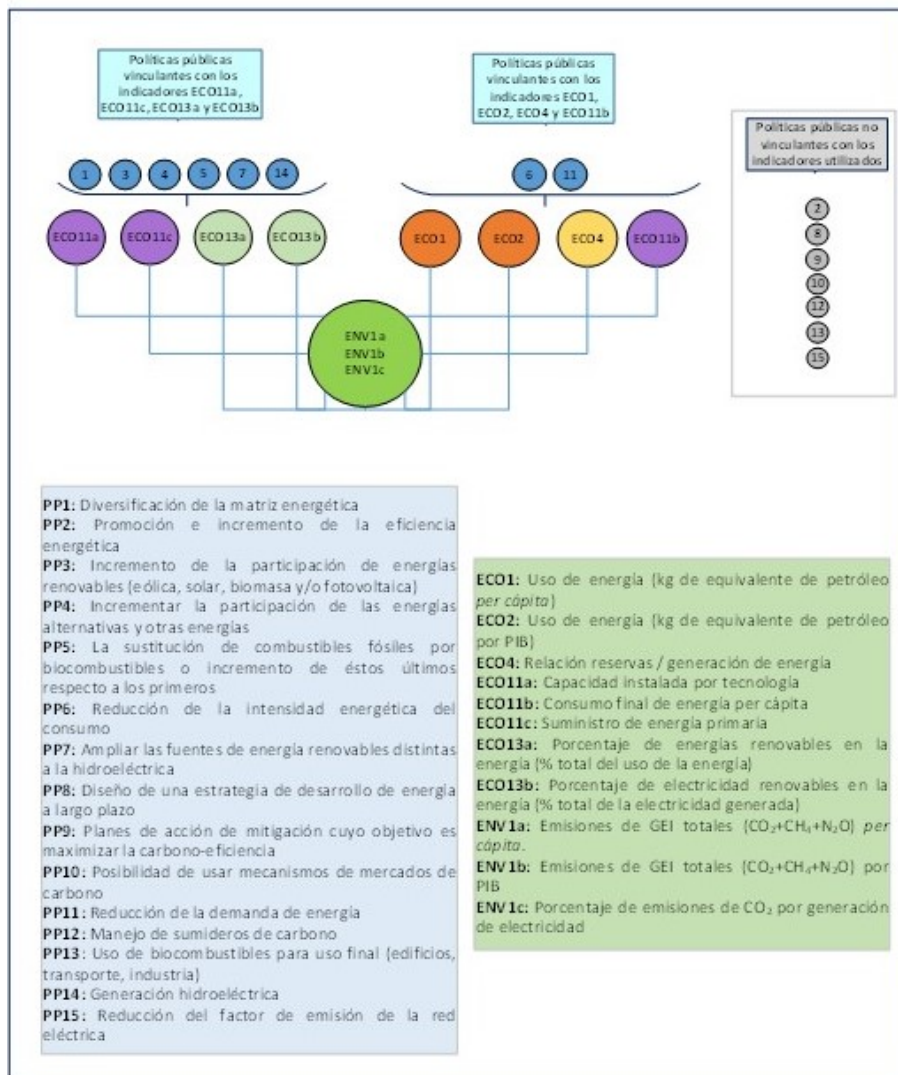 Políticas públicas
vinculantes con los
indicadores ECO11a,
ECO11c, ECO13a y ECO13b
Políticas públicas
vinculantes con los
indicadores ECO1,
ECO2, ECO4 y ECO11b
Políticas públicas no
vinculantes con los
indicadores utilizados
1 3 4 5 7 14
6 11
2
8
9
10
12
13
15
ECO11a ECO11c ECO13a ECO13b ECO1 ECO2 ECO4 ECO11b
ENV1a
ENV1b
ENV1c
PP1: Diversificación de la matriz energética
PP2: Promoción e incremento de la eficiencia
energética
PP3: Incremento de la participación de energías
renovables (eólica, solar, biomasa y/o fotovoltaica)
PP4: Incrementar la participación de las energías
alternativas y otras energías
PP5: La sustitución de combustibles fósiles por
biocombustibles o incremento de éstos últimos
respecto a los primeros
PP6: Reducción de la intensidad energética del
consumo
PP7: Ampliar las fuentes de energía renovables distintas
a la hidroeléctrica
PP8: Diseño de una estrategia de desarrollo de energía
a largo plazo
PP9: Planes de acción de mitigación cuyo objetivo es
maximizar la carbono-eficiencia
PP10: Posibilidad de usar mecanismos de mercados de
carbono
PP11: Reducción de la demanda de energía
PP12: Manejo de sumideros de carbono
PP13: Uso de biocombustibles para uso final (edificios,
transporte, industria)
PP14: Generación hidroeléctrica
PP15: Reducción del factor de emisión de la red
eléctrica
ECO1: Uso de energía (kg de equivalente de petróleo
per cápita)
ECO2: Uso de energía (kg de equivalente de petróleo
por PIB)
ECO4: Relación reservas / generación de energía
ECO11a: Capacidad instalada por tecnología
ECO11b: Consumo final de energía per cápita
ECO11c: Suministro de energía primaria
ECO13a: Porcentaje de energías renovables en la
energía (% total del uso de la energía)
ECO13b: Porcentaje de electricidad renovables en la
energía (% total de la electricidad generada)
ENV1a: Emisiones de GEI totales (CO₂+CH₄+N₂O) per
cápita.
ENV1b: Emisiones de GEI totales (CO₂+CH₄+N₂O) por
PIB
ENV1c: Porcentaje de emisiones de CO₂ por generación
de electricidad